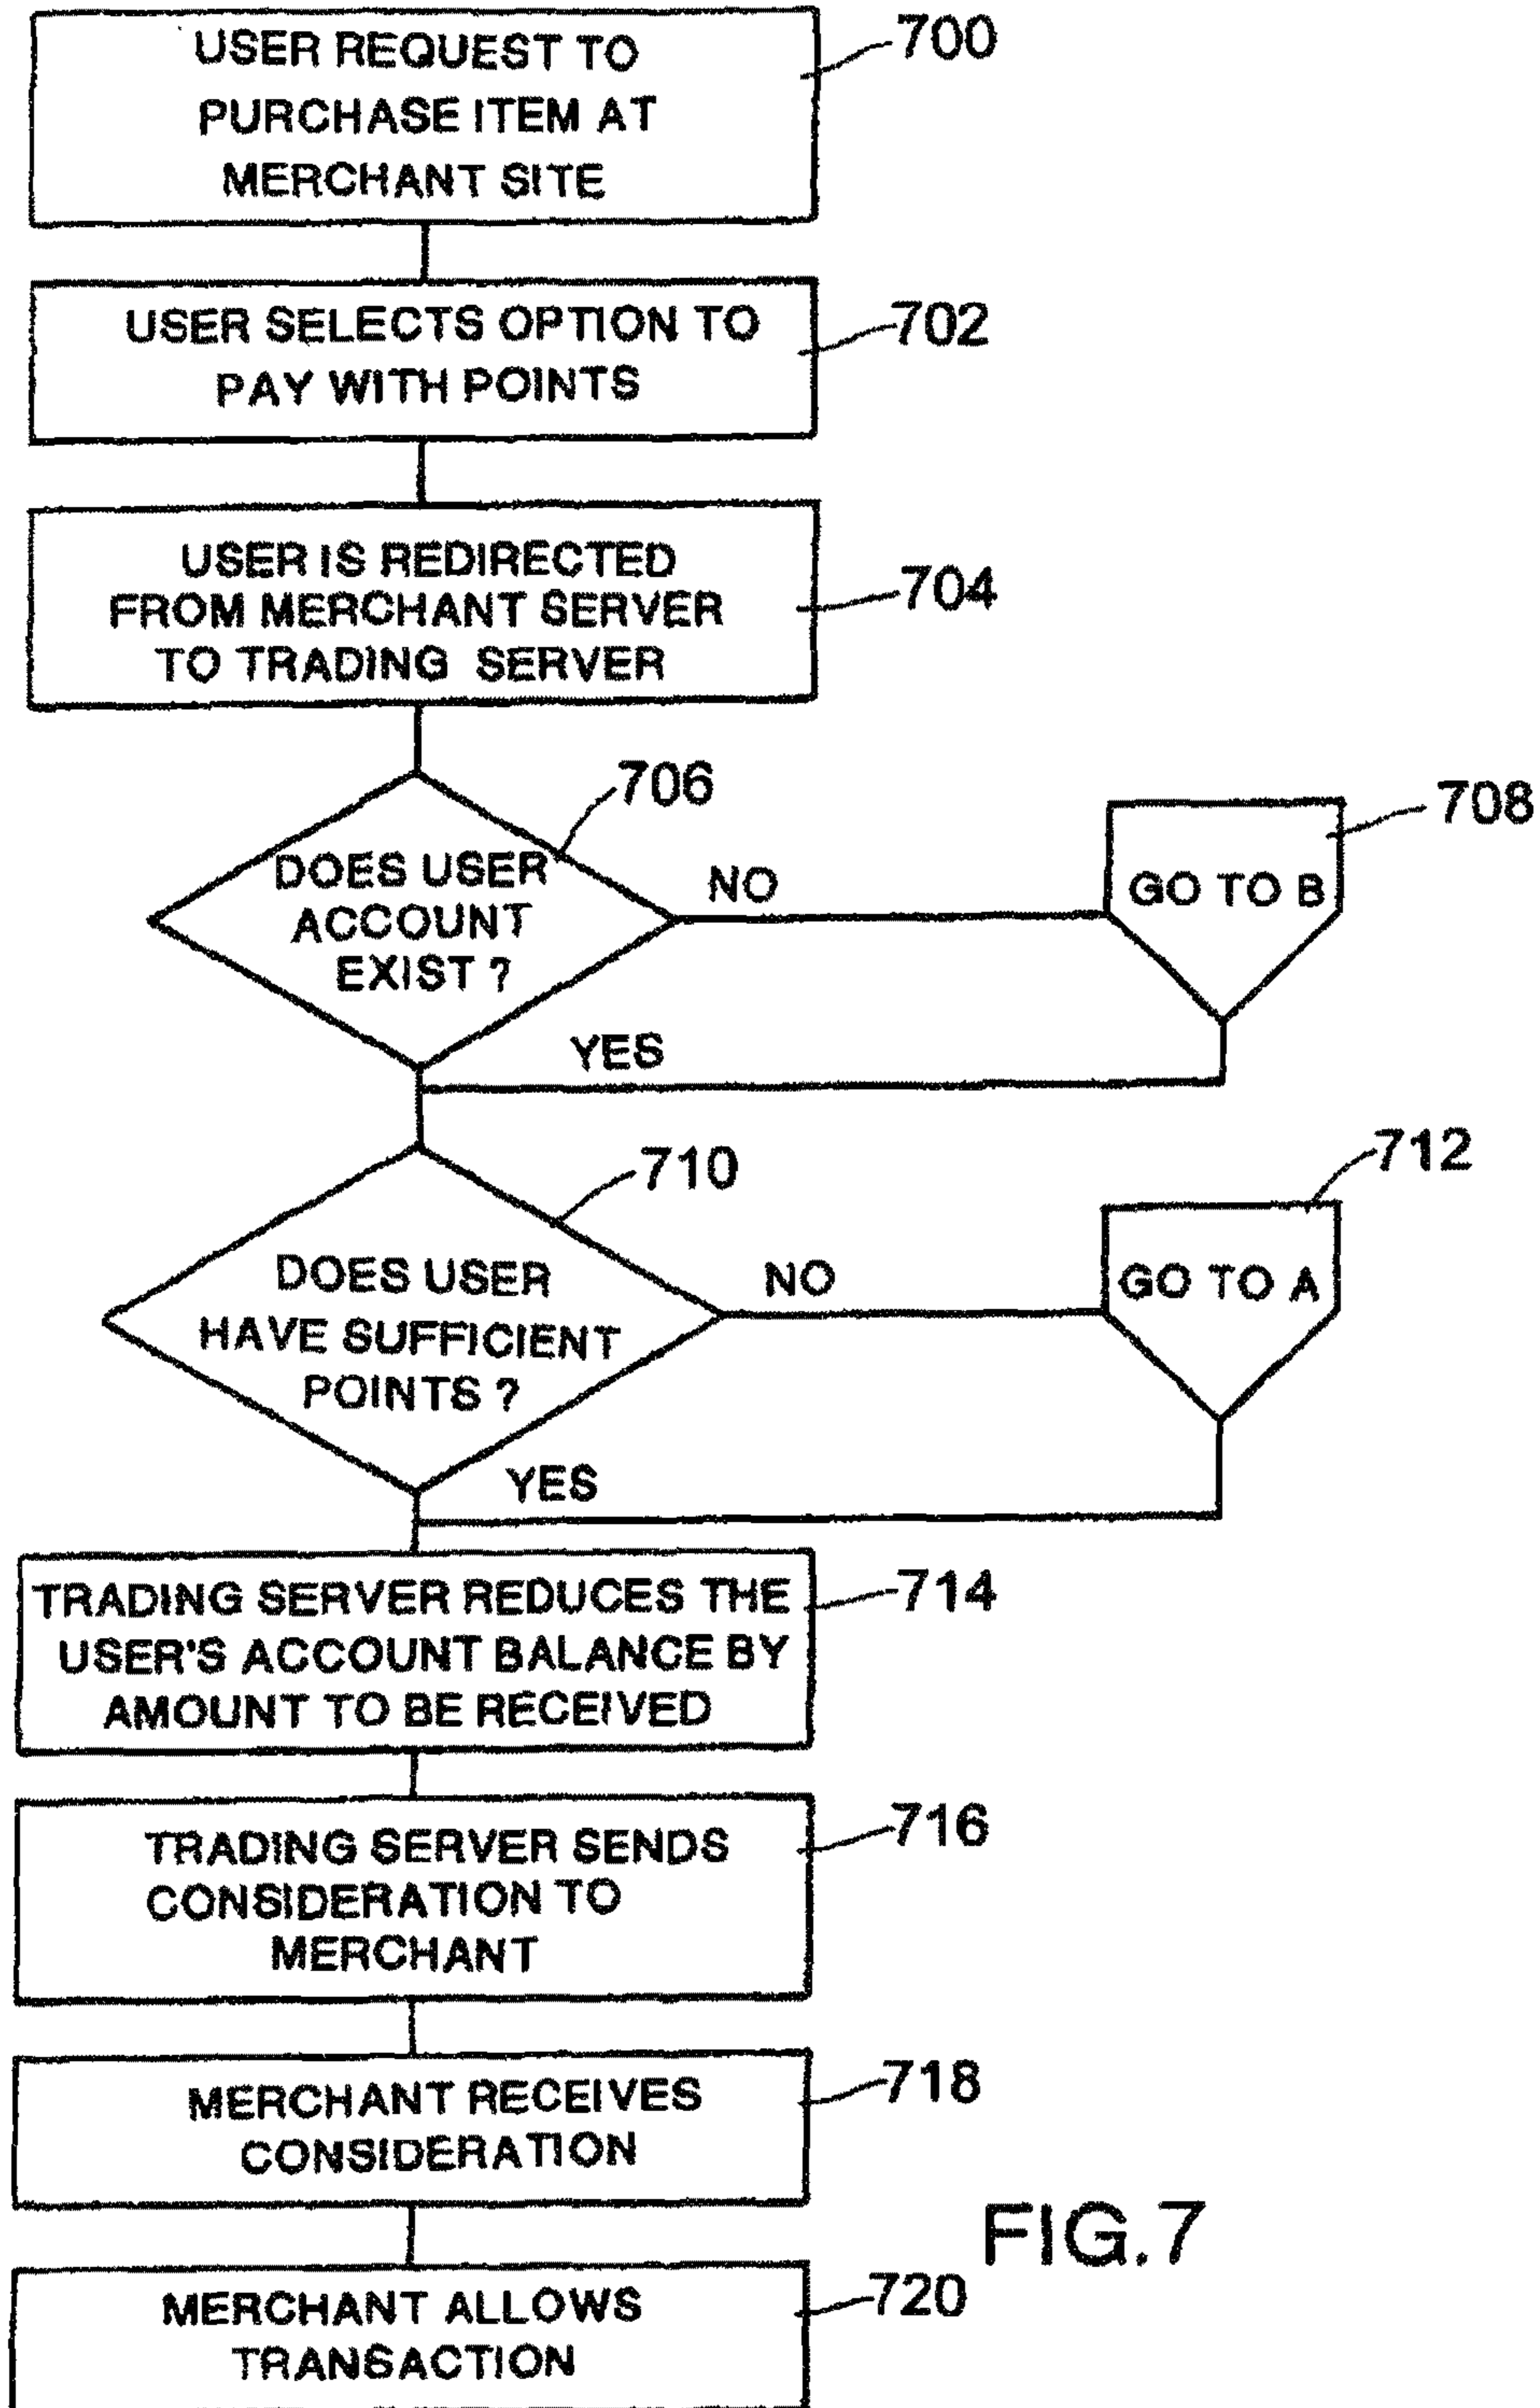 USER REQUEST TO
PURCHASE ITEM AT
MERCHANT SITE
700
USER SELECTS OPTION TO
PAY WITH POINTS
702
USER IS REDIRECTED
FROM MERCHANT SERVER
TO TRADING SERVER
704
706
DOES USER
ACCOUNT
EXIST ?
NO
708
GO TO B
YES
710
DOES USER
HAVE SUFFICIENT
POINTS ?
NO
712
GO TO A
YES
TRADING SERVER REDUCES THE
USER'S ACCOUNT BALANCE BY
AMOUNT TO BE RECEIVED
714
TRADING SERVER SENDS
CONSIDERATION TO
MERCHANT
716
MERCHANT RECEIVES
CONSIDERATION
718
MERCHANT ALLOWS
TRANSACTION
720
FIG.7